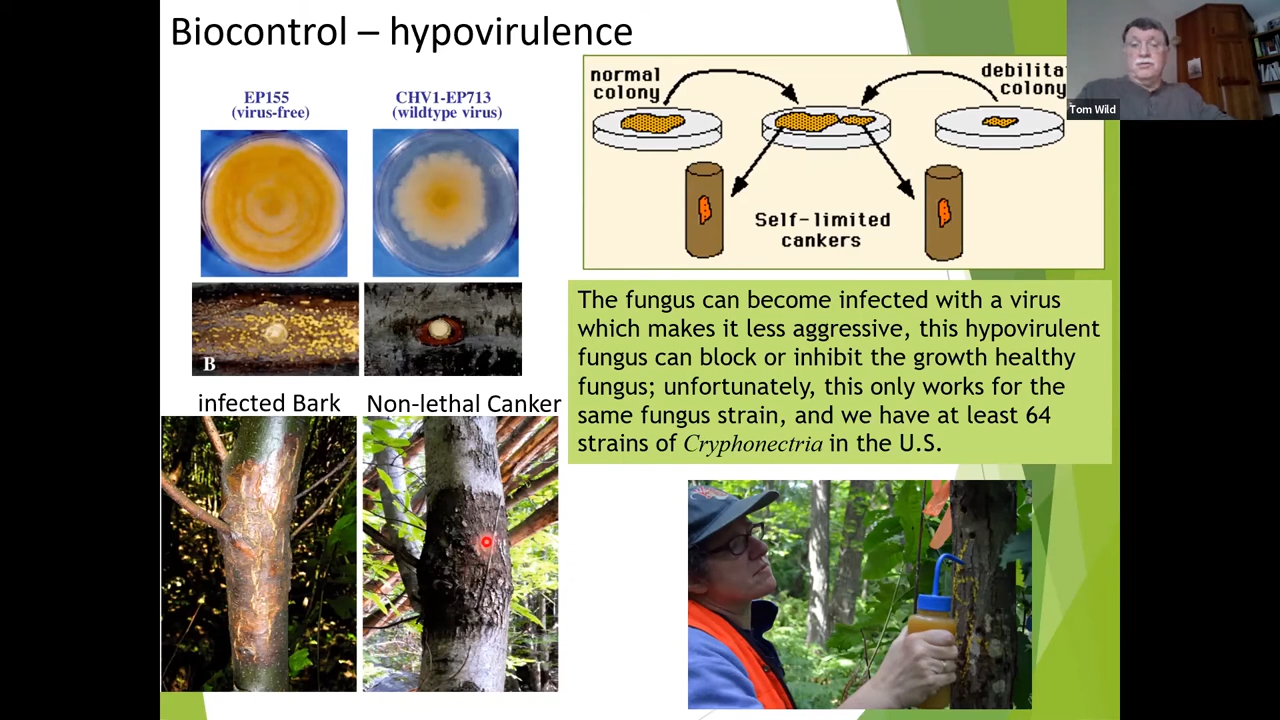 Biocontrol – hypovirulence
EP155
(virus-free)
CHV1-EP713
(wildtype virus)
B
infected Bark
Non-lethal Canker
normal
colony
debilita
colony
Self-limited
cankers
Tom Wild
The fungus can become infected with a virus
which makes it less aggressive, this hypovirulent
fungus can block or inhibit the growth healthy
fungus; unfortunately, this only works for the
same fungus strain, and we have at least 64
strains of Cryphonectria in the U.S.